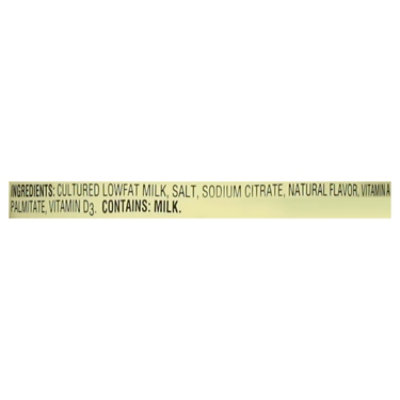 INGREDIENTS: CULTURED LOWFAT MILK, SALT, SODIUM CITRATE, NATURAL FLAVOR, VITAMIN A
PALMITATE, VITAMIN D3. CONTAINS: MILK.